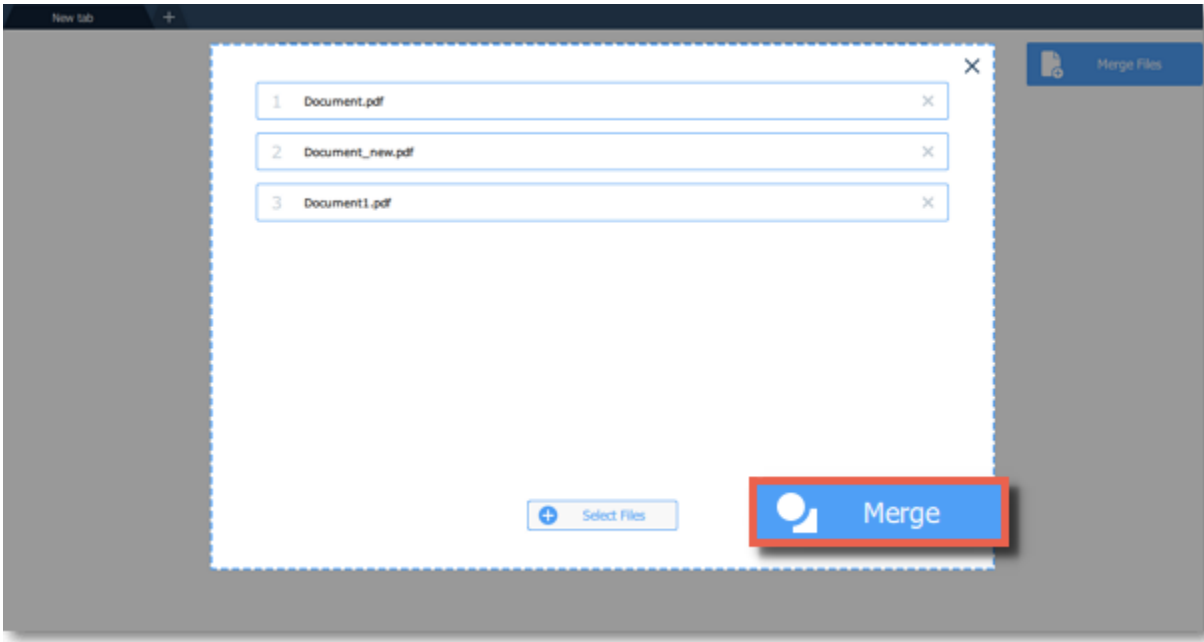 New tab
Merge Files
1 Document.pdf
2 Document_new.pdf
3 Document1.pdf
Select Files
Merge